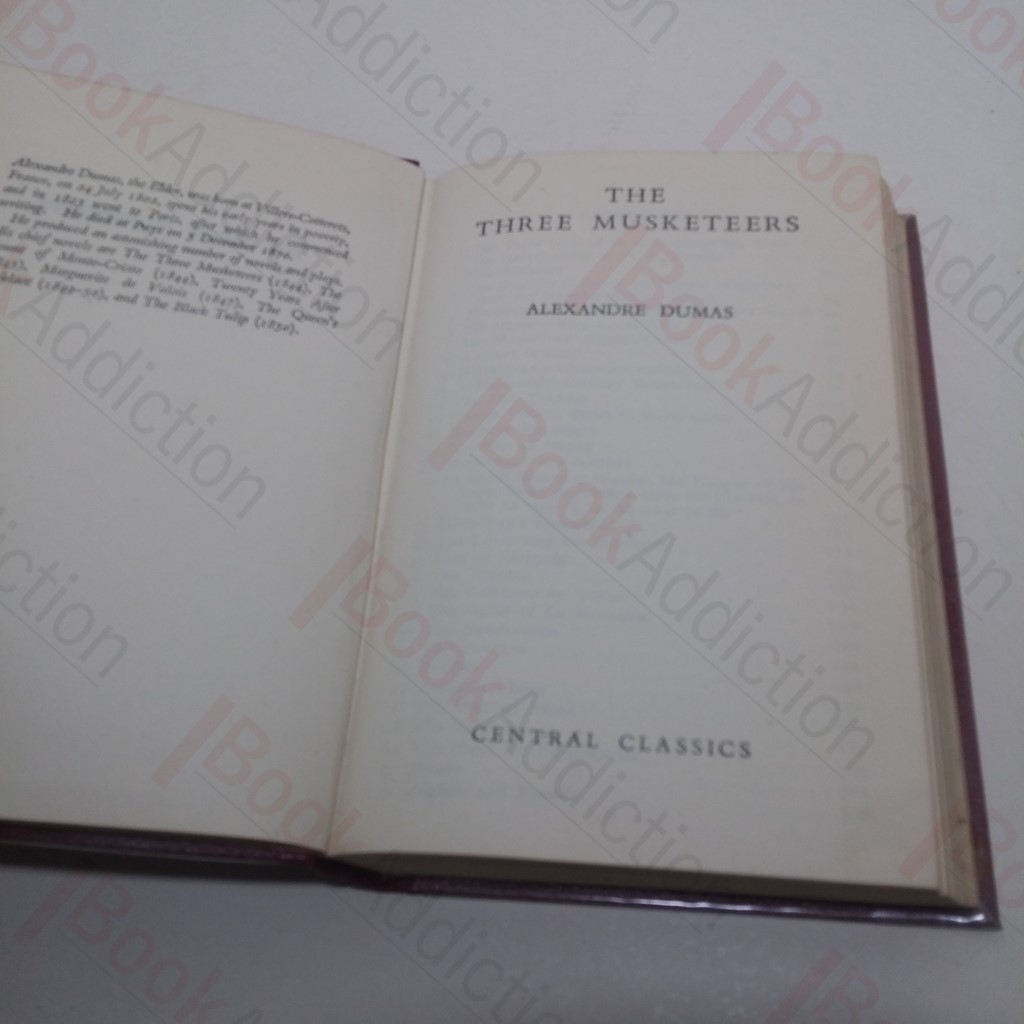 Alexandre Dumas, the Elder, was born at Villers-Cotterets,
France, on 24 July 1802, spent his early years in poverty,
and in 1823 went to Paris, after which he commenced
writing. He died at Puys on 5 December 1870.
He produced an astonishing number of novels and plays.
His chief novels are The Three Musketeers (1844), The
of Monte-Cristo (1844), Twenty Years After
Marguerite de Valois (1847), The Queen's
(1849-50), and The Black Tulip (1850).
THE
THREE MUSKETEERS
ALEXANDRE DUMAS
CENTRAL CLASSICS
BookAddiction